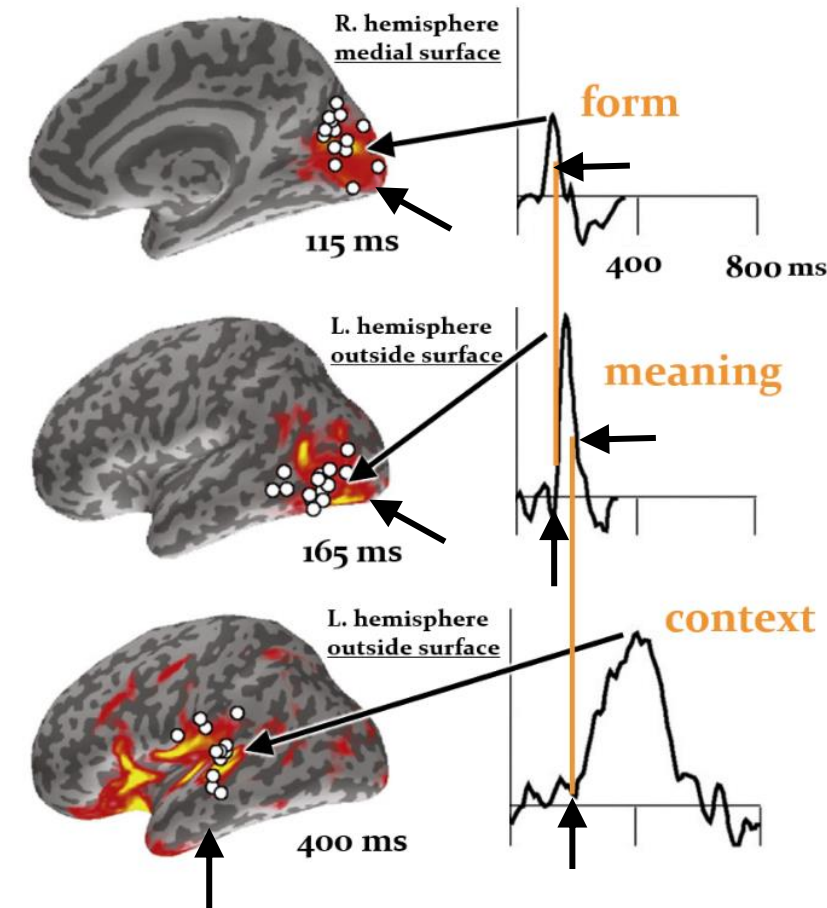 R. hemisphere
medial surface
form
115 ms
400
800 ms
L. hemisphere
outside surface
meaning
165 ms
L. hemisphere
outside surface
context
400 ms